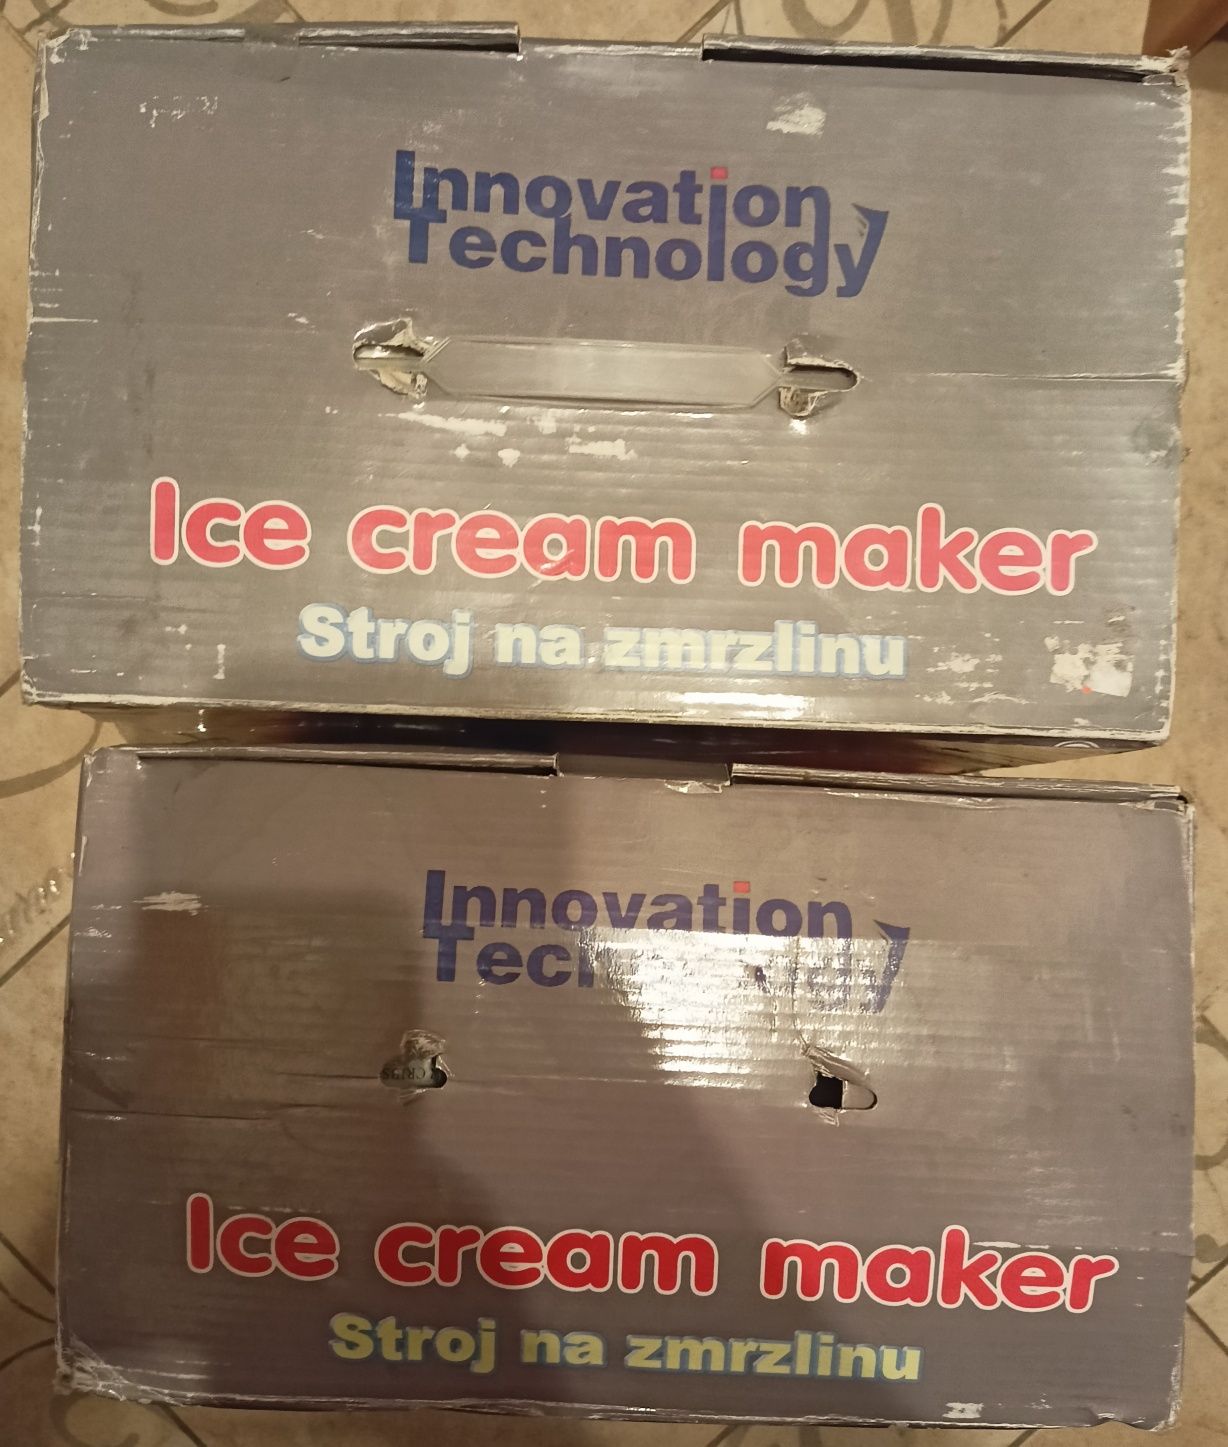 Innovation
Technology
Ice cream maker
Stroj na zmrzlinu
Innovation
Ice cream maker
Stroj na zmrzlinu